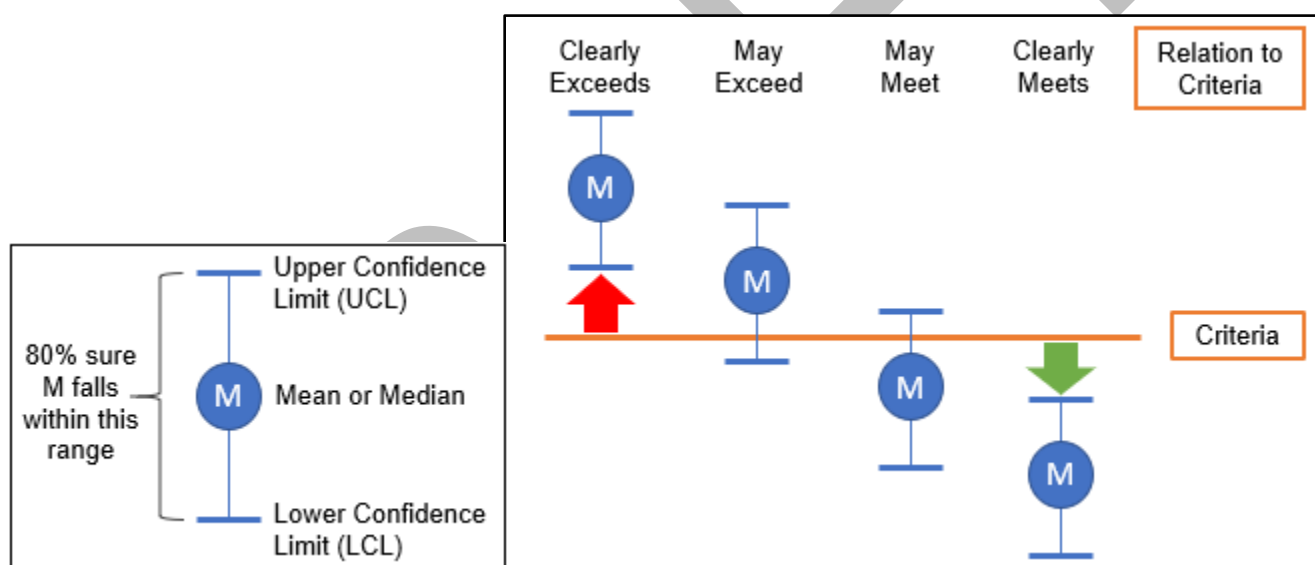 Clearly
Exceeds
May
Exceed
May
Meet
Clearly
Meets
Relation to
Criteria
M
M
M
M
Criteria
Upper Confidence
Limit (UCL)
80% sure
M falls
within this
range
M
Mean or Median
Lower Confidence
Limit (LCL)